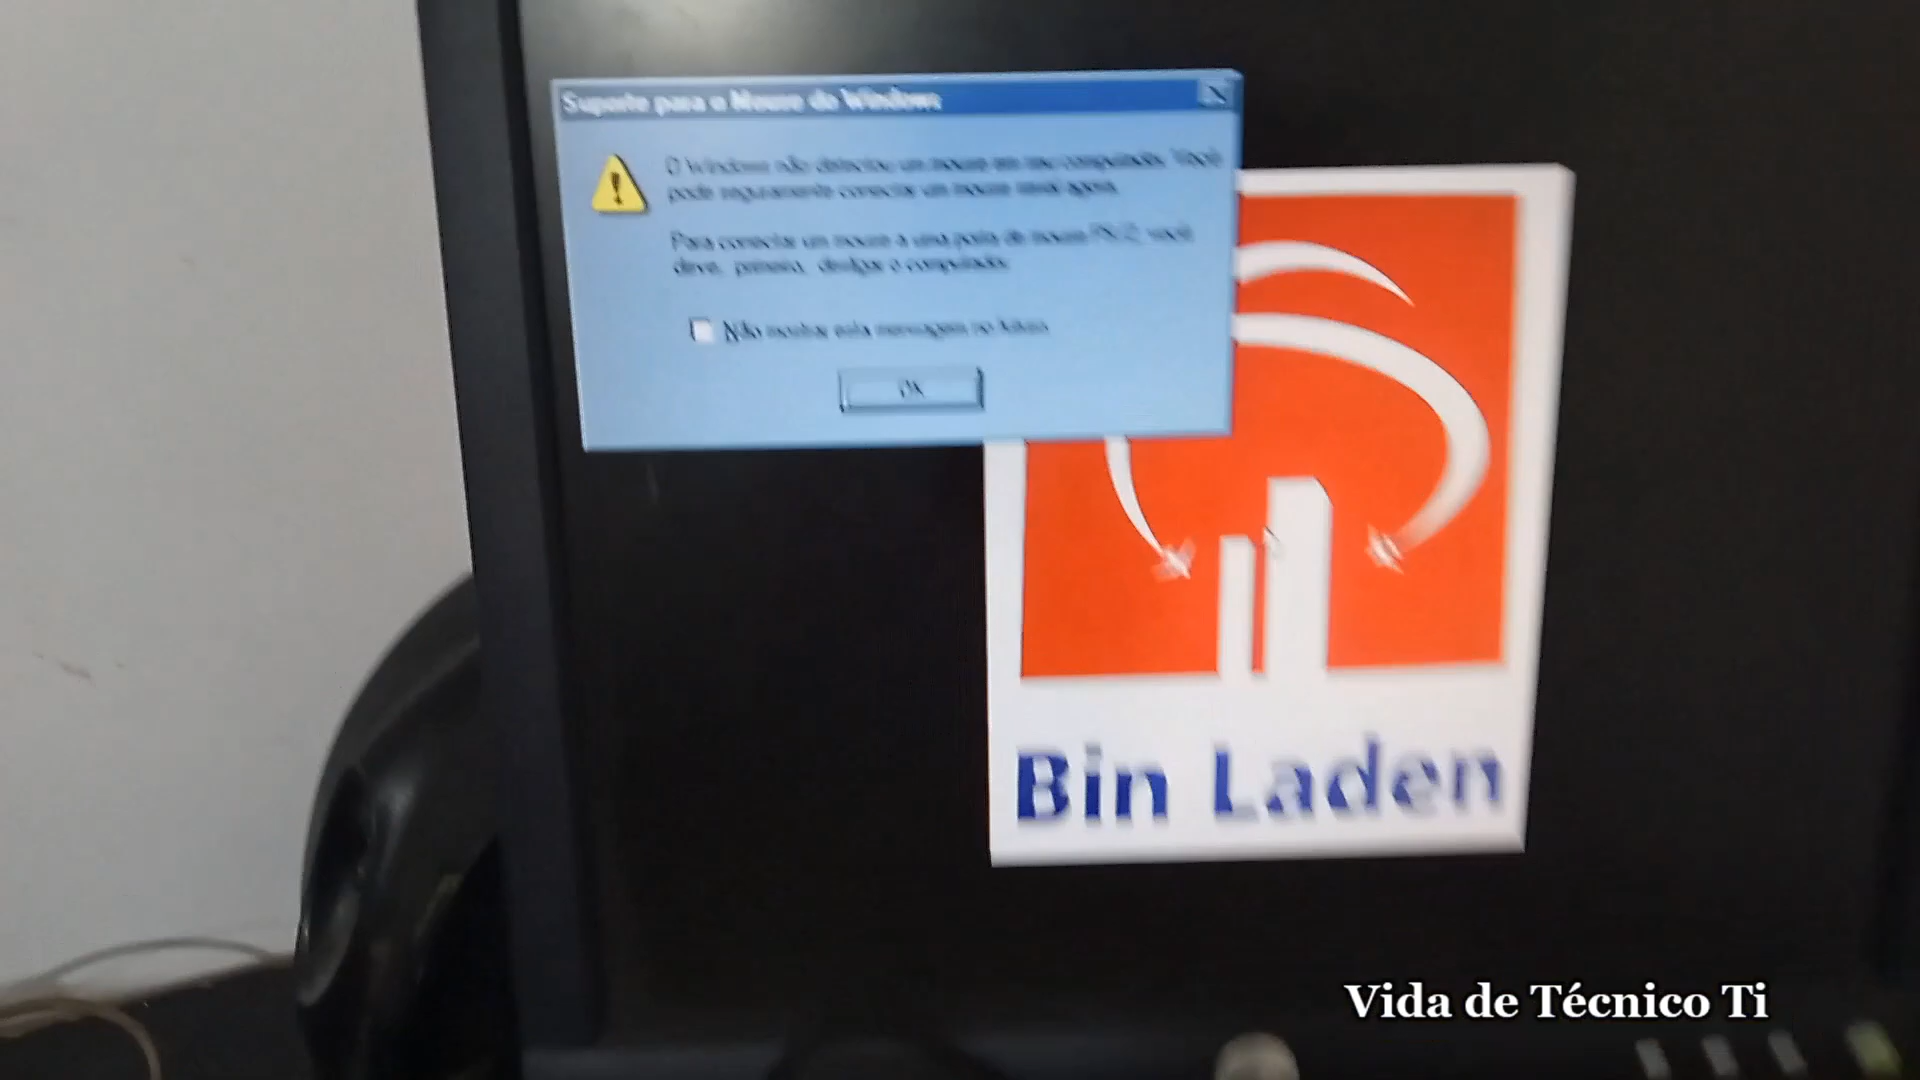 Suporte para o Mouse do Windows
O Windows não detectou um mouse em seu computador. Você
pode seguramente conectar um mouse serial agora.
Para conectar um mouse a uma porta de mouse PS/2, você
deve, primeiro, desligar o computador.
Não mostrar esta mensagem no futuro
OK
Bin Laden
Vida de Técnico Ti